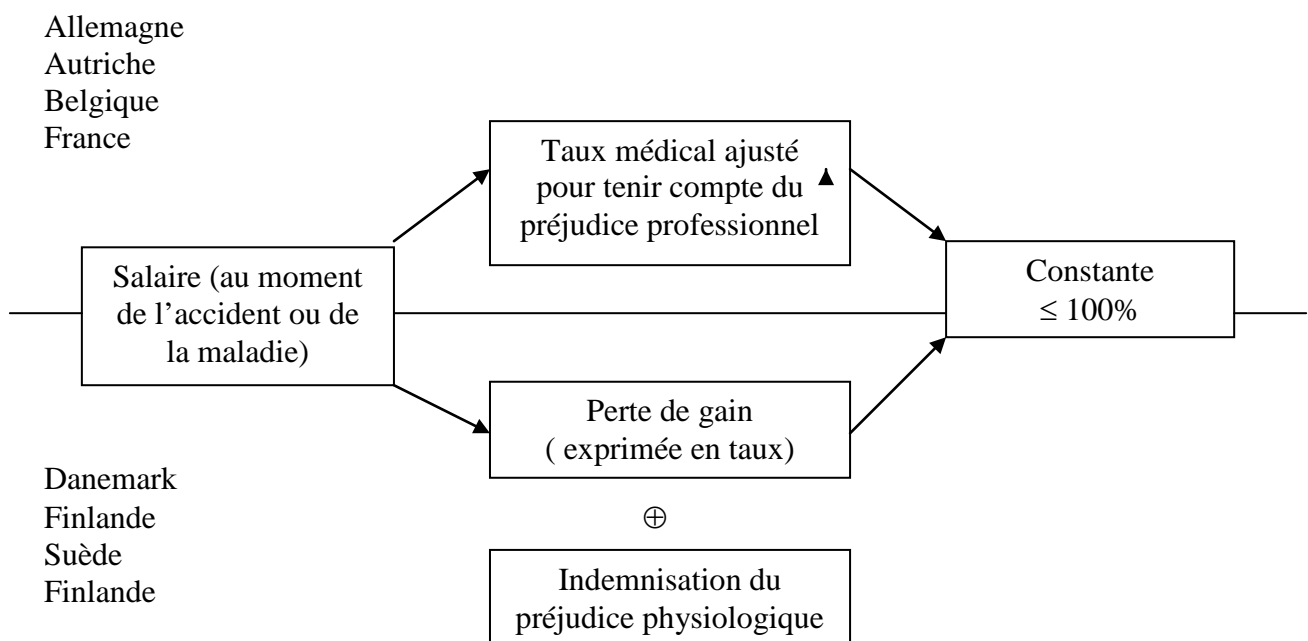 Allemagne
Autriche
Belgique
France
Taux médical ajusté
pour tenir compte du
préjudice professionnel
Salaire (au moment
de l’accident ou de
la maladie)
Constante
≤ 100%
Perte de gain
( exprimée en taux)
Danemark
Finlande
Suède
Finlande
⊕
Indemnisation du
préjudice physiologique